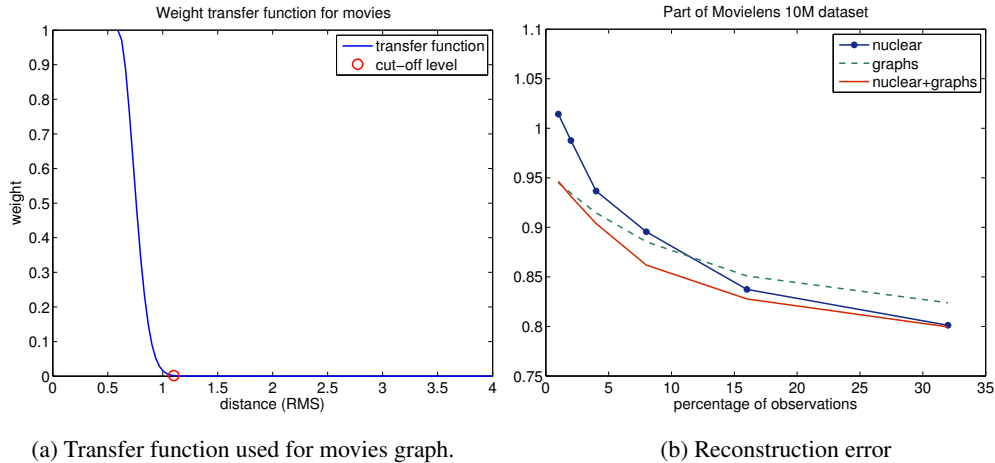 Weight transfer function for movies
1
0.9
0.8
0.7
0.6
0.5
0.4
0.3
0.2
0.1
0
weight
transfer function
cut−off level
0 0.5 1 1.5 2 2.5 3 3.5 4
distance (RMS)
(a) Transfer function used for movies graph.
Part of Movielens 10M dataset
1.1
1.05
1
0.95
0.9
0.85
0.8
0.75
nuclear
graphs
nuclear+graphs
0 5 10 15 20 25 30 35
percentage of observations
(b) Reconstruction error